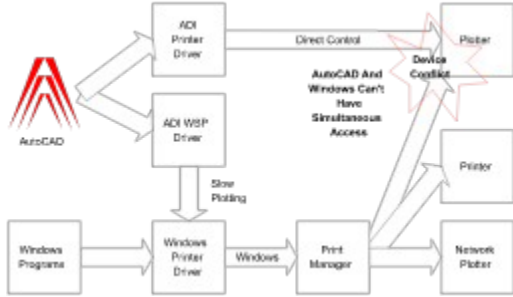 ADI
Printer
Driver
Direct Control
Plotter
Device
Conflict
AutoCAD And
Windows Can't
Have
Simultaneous
Access
AutoCAD
ADI WSP
Driver
Slow
Plotting
Printer
Windows
Programs
Windows
Printer
Driver
Windows
Print
Manager
Network
Plotter